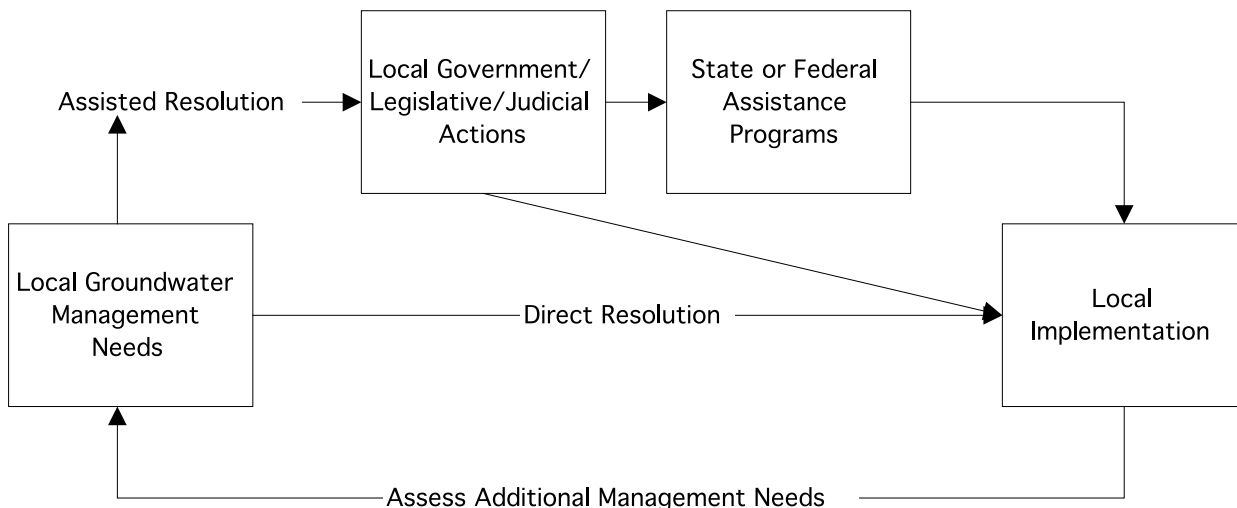 Local Government/
Legislative/Judicial
Actions
State or Federal
Assistance
Programs
Assisted Resolution
Local Groundwater
Management
Needs
Direct Resolution
Local
Implementation
Assess Additional Management Needs